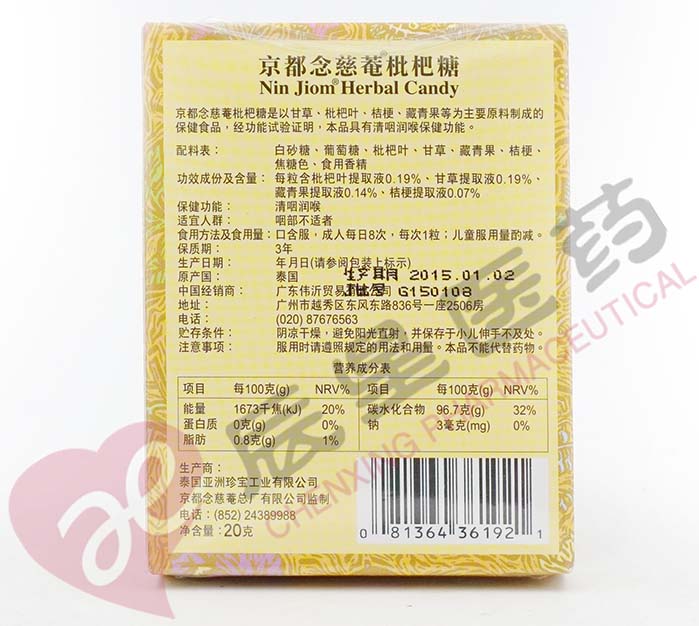 京都念慈菴®枇杷糖
Nin Jiom® Herbal Candy
京都念慈菴枇杷糖是以甘草、枇杷叶、桔梗、藏青果等为主要原料制成的
保健食品，经功能试验证明，本品具有清咽润喉保健功能。
配料表： 白砂糖、葡萄糖、枇杷叶、甘草、藏青果、桔梗、
焦糖色、食用香精
功效成份及含量： 每粒含枇杷叶提取液0.19%、甘草提取液0.19%、
藏青果提取液0.14%、桔梗提取液0.07%
保健功能： 清咽润喉
适宜人群： 咽部不适者
食用方法及食用量： 口含服，成人每日8次，每次1粒；儿童服用量酌减。
保质期： 3年
生产日期： 年月日(请参阅包装上标示)
原产国： 泰国 生产日期 2015.01.02
中国经销商： 广东伟沂贸易 司 G150108
地址： 广州市越秀区东风东路836号一座2506房
电话： (020) 87676563
贮存条件： 阴凉干燥，避免阳光直射，并保存于小儿伸手不及处。
注意事项： 服用时请遵照规定的用法和用量。本品不能代替药物。
营养成分表
项目 每100克(g) NRV% 项目 每100克(g) NRV%
能量 1673千焦(kJ) 20% 碳水化合物 96.7克(g) 32%
蛋白质 0克(g) 0% 钠 3毫克(mg) 0%
脂肪 0.8克(g) 1%
生产商：
泰国亚洲珍宝工业有限公司
京都念慈菴总厂有限公司监制
电话：(852) 24389988
净含量：20克
0 81364 36192 1
辰星医药
CHENXING PHARMACEUTICAL